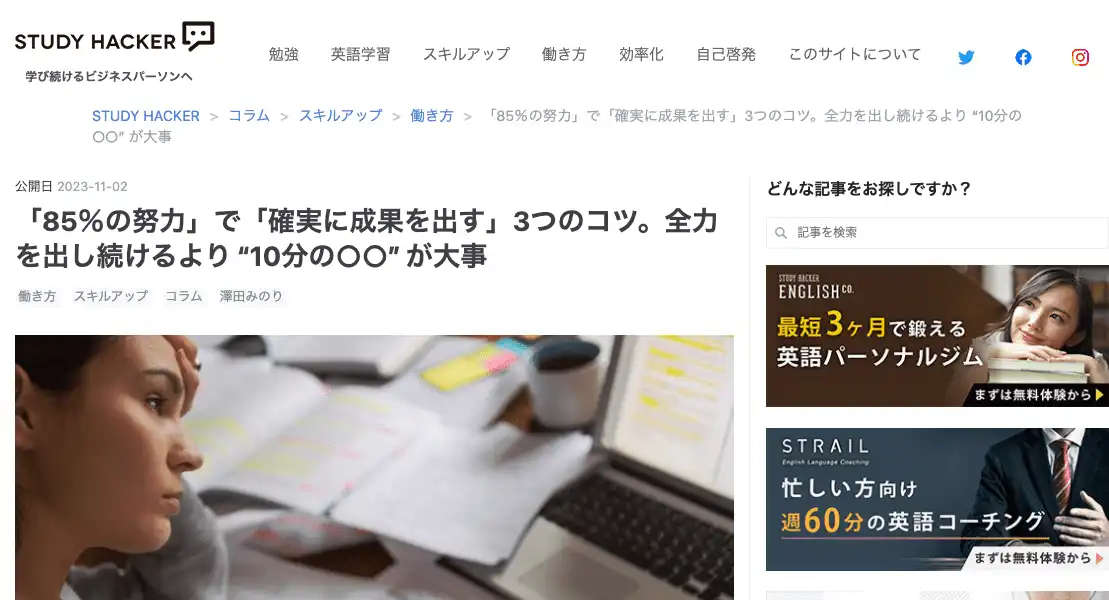 STUDY HACKER
学び続けるビジネスパーソンへ
勉強 英語学習 スキルアップ 働き方 効率化 自己啓発 このサイトについて
STUDY HACKER > コラム > スキルアップ > 働き方 > 「85%の努力」で「確実に成果を出す」3つのコツ。全力を出し続けるより “10分の
〇〇” が大事
公開日 2023-11-02
「85%の努力」で「確実に成果を出す」3つのコツ。全力
を出し続けるより “10分の〇〇” が大事
働き方 スキルアップ コラム 澤田みのり
どんな記事をお探しですか？
記事を検索
STUDY HACKER
ENGLISH CO.
最短3ヶ月で鍛える
英語パーソナルジム
まずは無料体験から
STRAIL
English Language Coaching
忙しい方向け
週60分の英語コーチング
まずは無料体験から